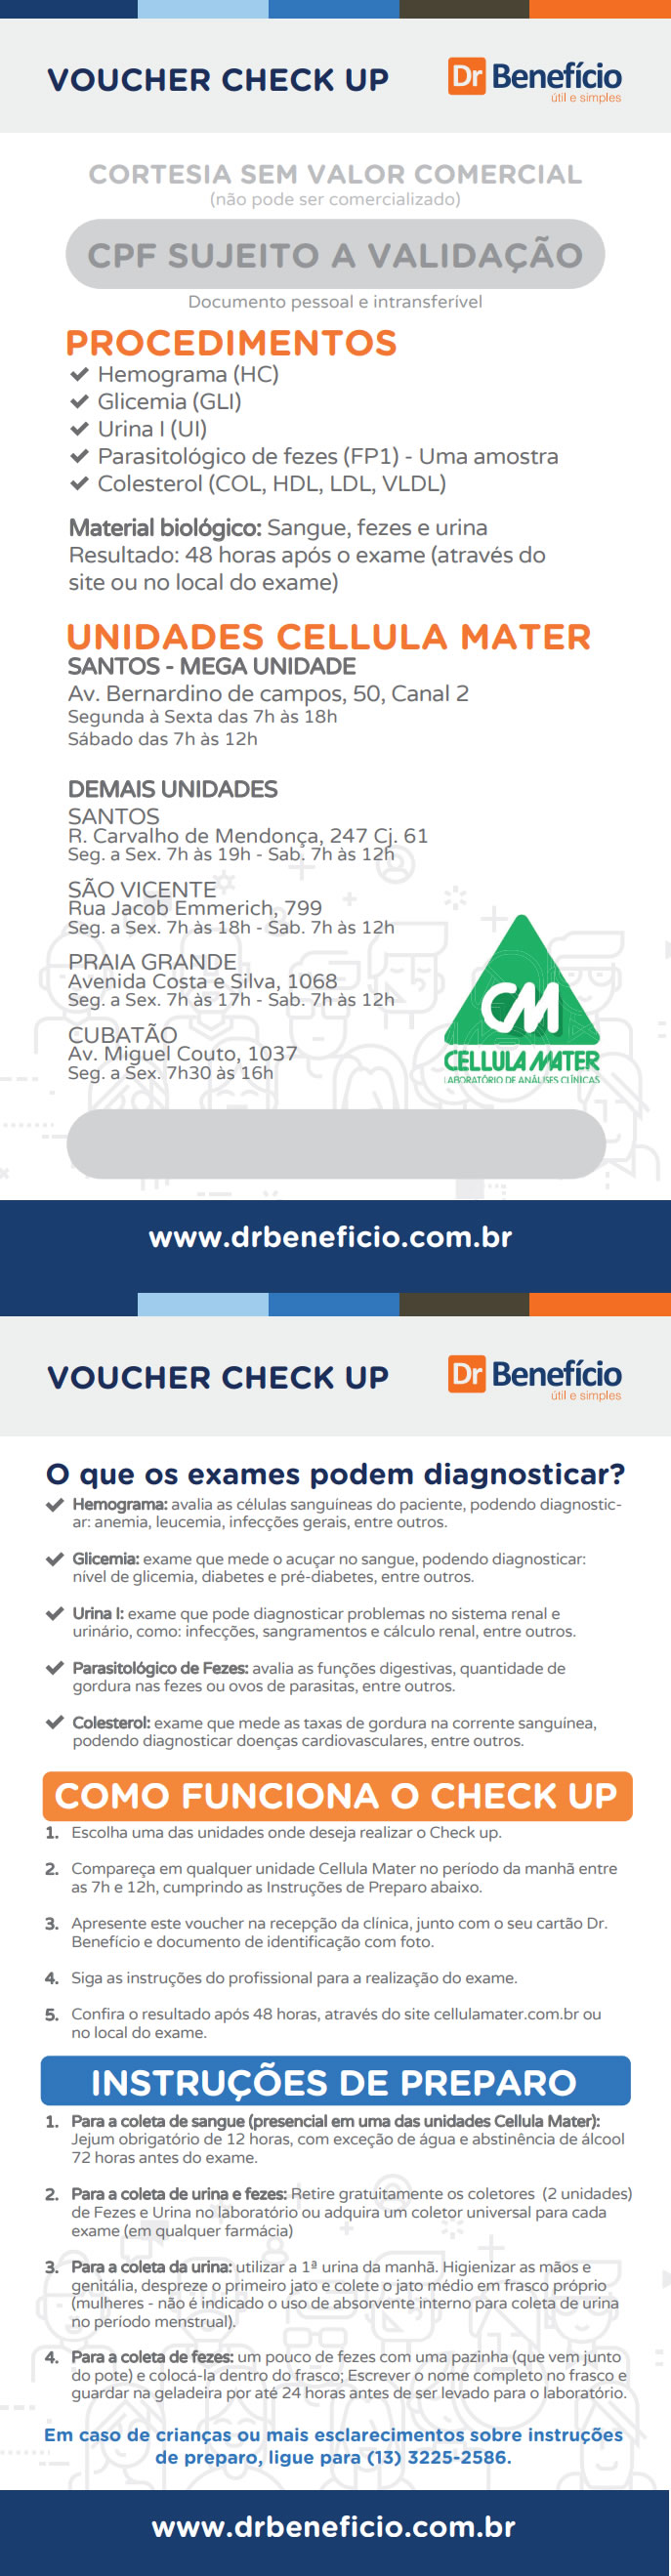 VOUCHER CHECK UP
Dr Benefício
útil e simples
CORTESIA SEM VALOR COMERCIAL
(não pode ser comercializado)
CPF SUJEITO A VALIDAÇÃO
Documento pessoal e intransferível
PROCEDIMENTOS
Hemograma (HC)
Glicemia (GLI)
Urina I (UI)
Parasitológico de fezes (FP1) - Uma amostra
Colesterol (COL, HDL, LDL, VLDL)
Material biológico: Sangue, fezes e urina
Resultado: 48 horas após o exame (através do
site ou no local do exame)
UNIDADES CELLULA MATER
SANTOS - MEGA UNIDADE
Av. Bernardino de campos, 50, Canal 2
Segunda à Sexta das 7h às 18h
Sábado das 7h às 12h
DEMAIS UNIDADES
SANTOS
R. Carvalho de Mendonça, 247 Cj. 61
Seg. a Sex. 7h às 19h - Sab. 7h às 12h
SÃO VICENTE
Rua Jacob Emmerich, 799
Seg. a Sex. 7h às 18h - Sab. 7h às 12h
PRAIA GRANDE
Avenida Costa e Silva, 1068
Seg. a Sex. 7h às 17h - Sab. 7h às 12h
CUBATÃO
Av. Miguel Couto, 1037
Seg. a Sex. 7h30 às 16h
CM
CELLULA MATER
LABORATÓRIO DE ANÁLISES CLÍNICAS
www.drbeneficio.com.br
VOUCHER CHECK UP
Dr Benefício
útil e simples
O que os exames podem diagnosticar?
Hemograma: avalia as células sanguíneas do paciente, podendo diagnostic-
ar: anemia, leucemia, infecções gerais, entre outros.
Glicemia: exame que mede o acuçar no sangue, podendo diagnosticar:
nível de glicemia, diabetes e pré-diabetes, entre outros.
Urina I: exame que pode diagnosticar problemas no sistema renal e
urinário, como: infecções, sangramentos e cálculo renal, entre outros.
Parasitológico de Fezes: avalia as funções digestivas, quantidade de
gordura nas fezes ou ovos de parasitas, entre outros.
Colesterol: exame que mede as taxas de gordura na corrente sanguínea,
podendo diagnosticar doenças cardiovasculares, entre outros.
COMO FUNCIONA O CHECK UP
1. Escolha uma das unidades onde deseja realizar o Check up.
2. Compareça em qualquer unidade Cellula Mater no período da manhã entre
as 7h e 12h, cumprindo as Instruções de Preparo abaixo.
3. Apresente este voucher na recepção da clínica, junto com o seu cartão Dr.
Benefício e documento de identificação com foto.
4. Siga as instruções do profissional para a realização do exame.
5. Confira o resultado após 48 horas, através do site cellulamater.com.br ou
no local do exame.
INSTRUÇÕES DE PREPARO
1. Para a coleta de sangue (presencial em uma das unidades Cellula Mater):
Jejum obrigatório de 12 horas, com exceção de água e abstinência de álcool
72 horas antes do exame.
2. Para a coleta de urina e fezes: Retire gratuitamente os coletores (2 unidades)
de Fezes e Urina no laboratório ou adquira um coletor universal para cada
exame (em qualquer farmácia)
3. Para a coleta da urina: utilizar a 1ª urina da manhã. Higienizar as mãos e
genitália, despreze o primeiro jato e colete o jato médio em frasco próprio
(mulheres - não é indicado o uso de absorvente interno para coleta de urina
no período menstrual).
4. Para a coleta de fezes: um pouco de fezes com uma pazinha (que vem junto
do pote) e colocá-la dentro do frasco; Escrever o nome completo no frasco e
guardar na geladeira por até 24 horas antes de ser levado para o laboratório.
Em caso de crianças ou mais esclarecimentos sobre instruções
de preparo, ligue para (13) 3225-2586.
www.drbeneficio.com.br